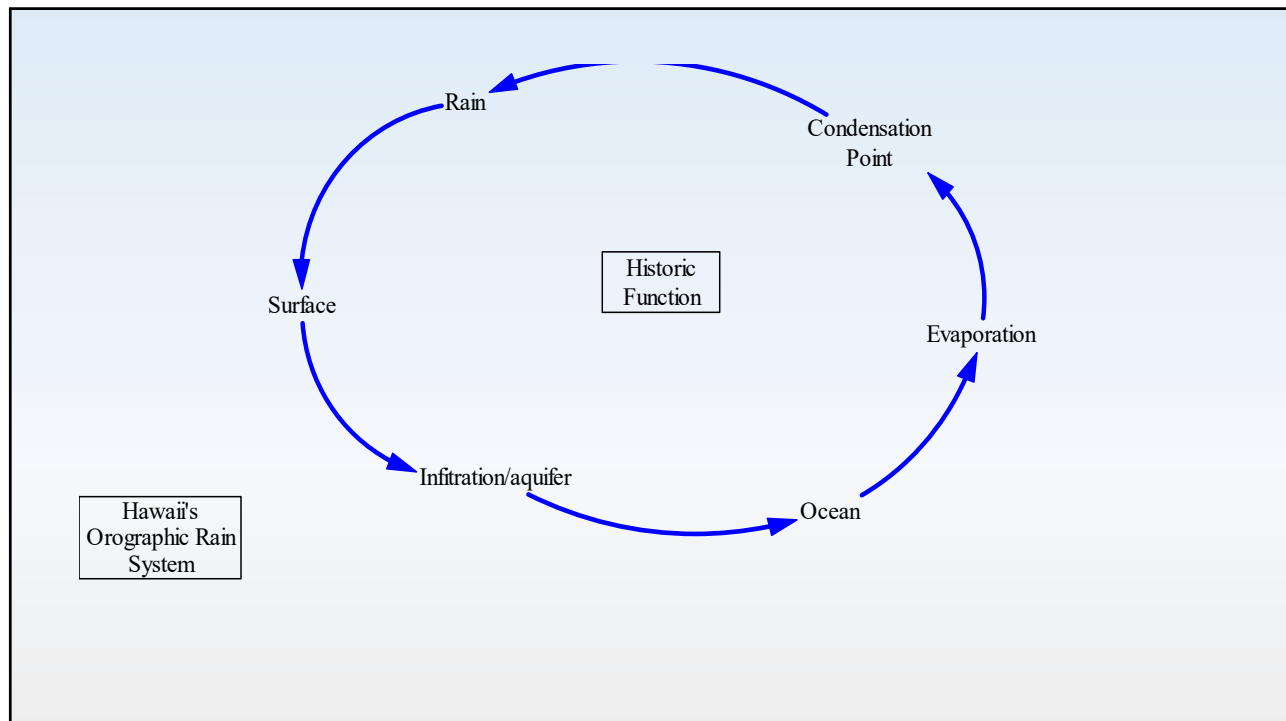 Rain
Condensation
Point
Historic
Function
Surface
Evaporation
Infitration/aquifer
Ocean
Hawaii's
Orographic Rain
System